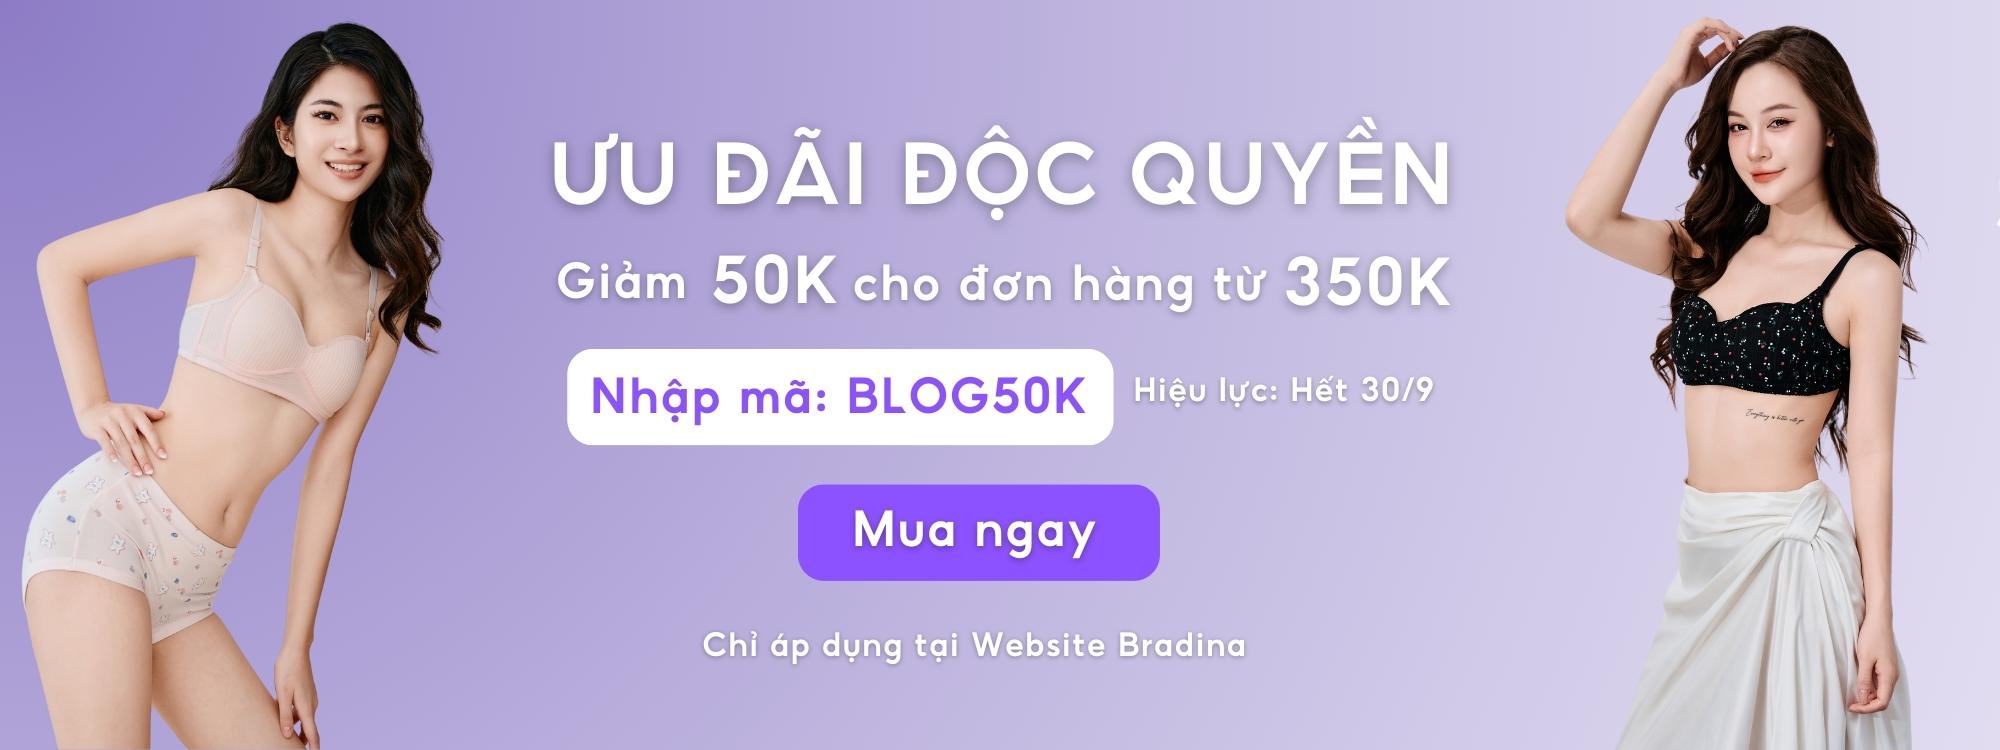 ƯU ĐÃI ĐỘC QUYỀN
Giảm 50K cho đơn hàng từ 350K
Nhập mã: BLOG50K
Hiệu lực: Hết 30/9
Mua ngay
Chỉ áp dụng tại Website Bradina